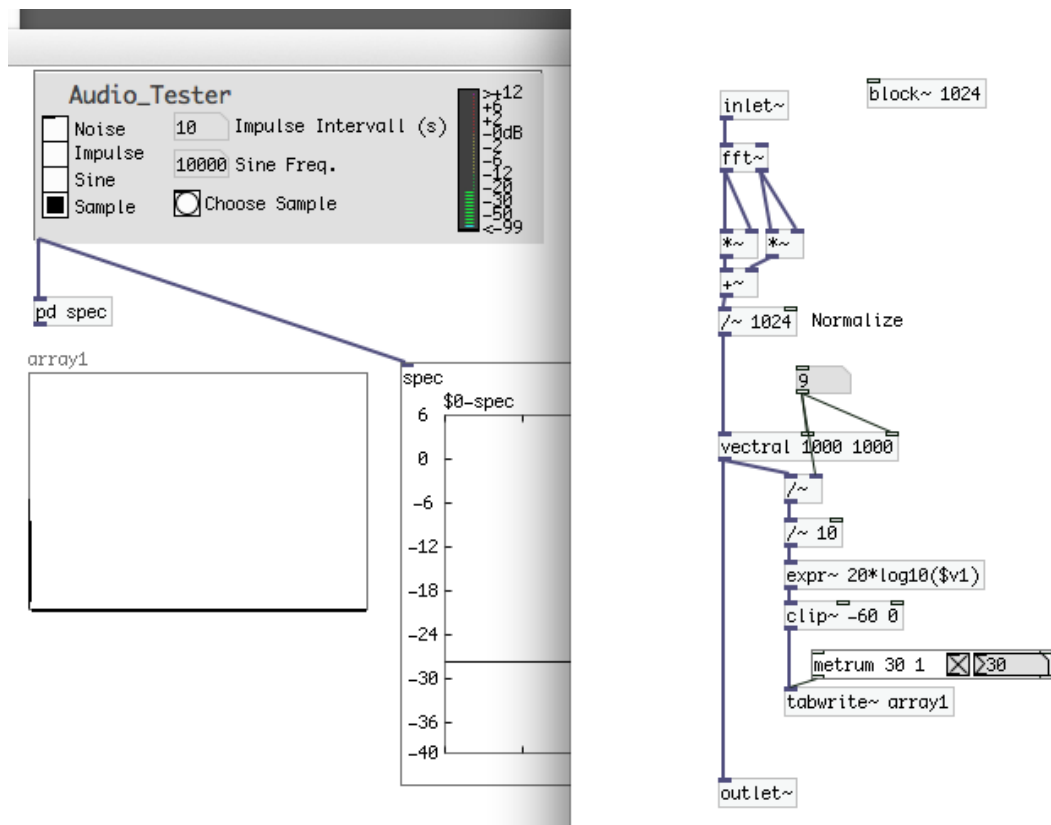 Audio_Tester
Noise
Impulse
Sine
Sample
10 Impulse Intervall (s)
10000 Sine Freq.
Choose Sample
>+12
+6
+2
-0dB
-2
-6
-12
-20
-30
-50
<-99
pd spec
array1
spec
$0-spec
6
0
-6
-12
-18
-24
-30
-36
-40
block~ 1024
inlet~
fft~
*~ *~
+~
/~ 1024 Normalize
9
vectral 1000 1000
/~
/~ 10
expr~ 20*log10($v1)
clip~ -60 0
metrum 30 1 30
tabwrite~ array1
outlet~